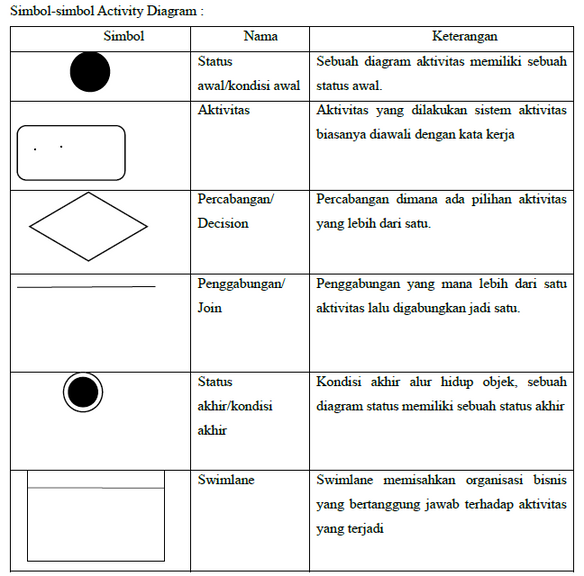 Simbol-simbol Activity Diagram :
Simbol Nama Keterangan
Status Sebuah diagram aktivitas memiliki sebuah
awal/kondisi awal status awal.
Aktivitas Aktivitas yang dilakukan sistem aktivitas
biasanya diawali dengan kata kerja
Percabangan/ Percabangan dimana ada pilihan aktivitas
Decision yang lebih dari satu.
Penggabungan/ Penggabungan yang mana lebih dari satu
Join aktivitas lalu digabungkan jadi satu.
Status Kondisi akhir alur hidup objek, sebuah
akhir/kondisi diagram status memiliki sebuah status akhir
akhir
Swimlane Swimlane memisahkan organisasi bisnis
yang bertanggung jawab terhadap aktivitas
yang terjadi